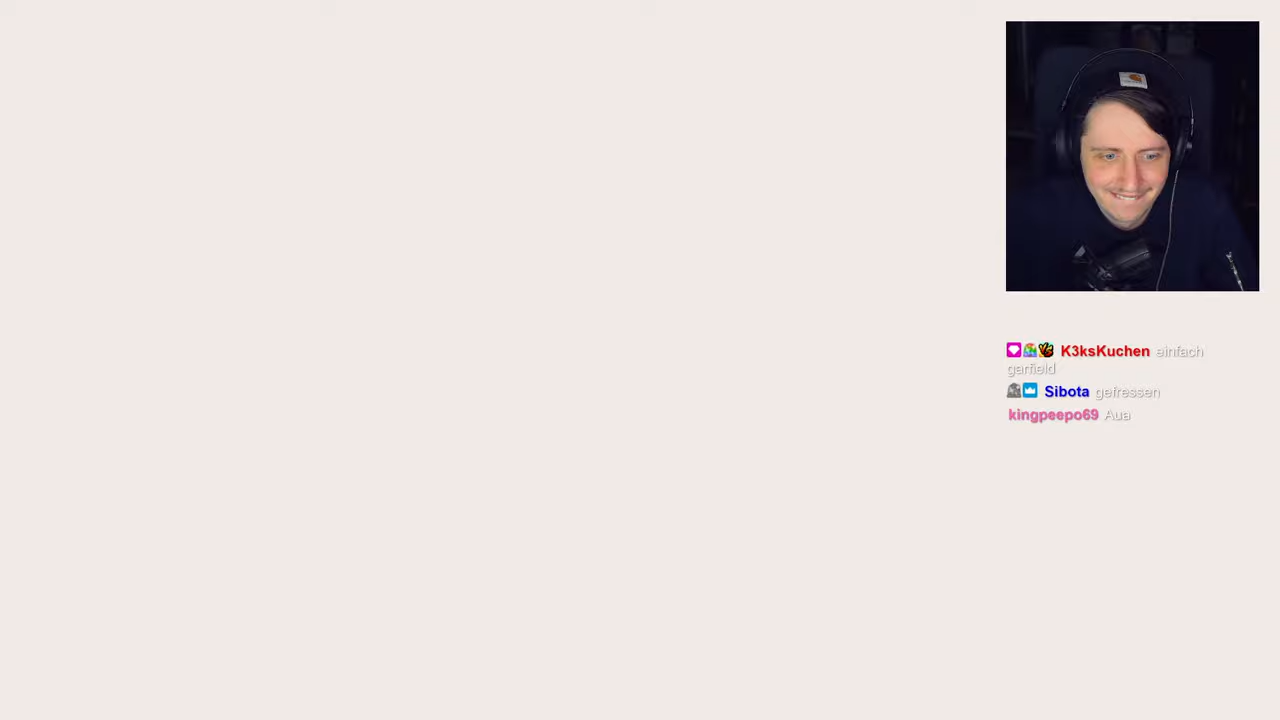 K3ksKuchen einfach
garfield
Sibota gefressen
kingpeepo69 Aua